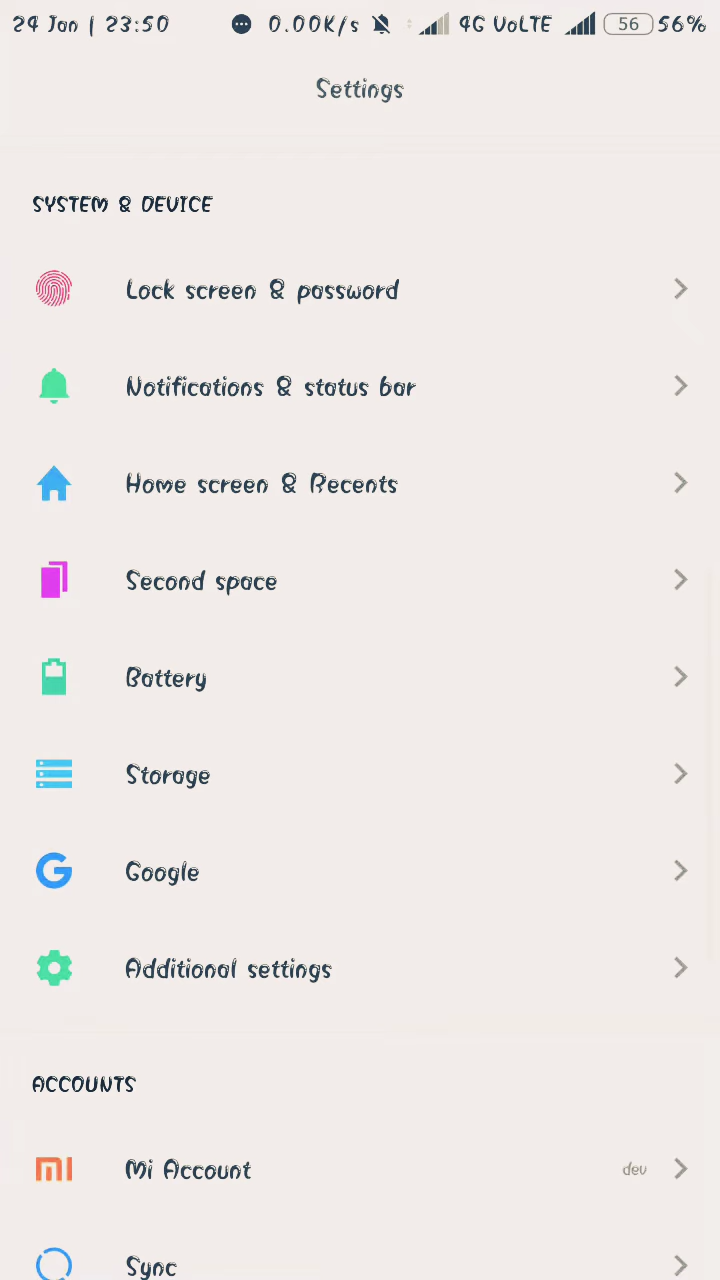 24 Jan | 23:50 0.00K/s 4G VoLTE 56 56%
Settings
SYSTEM & DEVICE
Lock screen & password
Notifications & status bar
Home screen & Recents
Second space
Battery
Storage
Google
Additional settings
ACCOUNTS
Mi Account dev
Sync